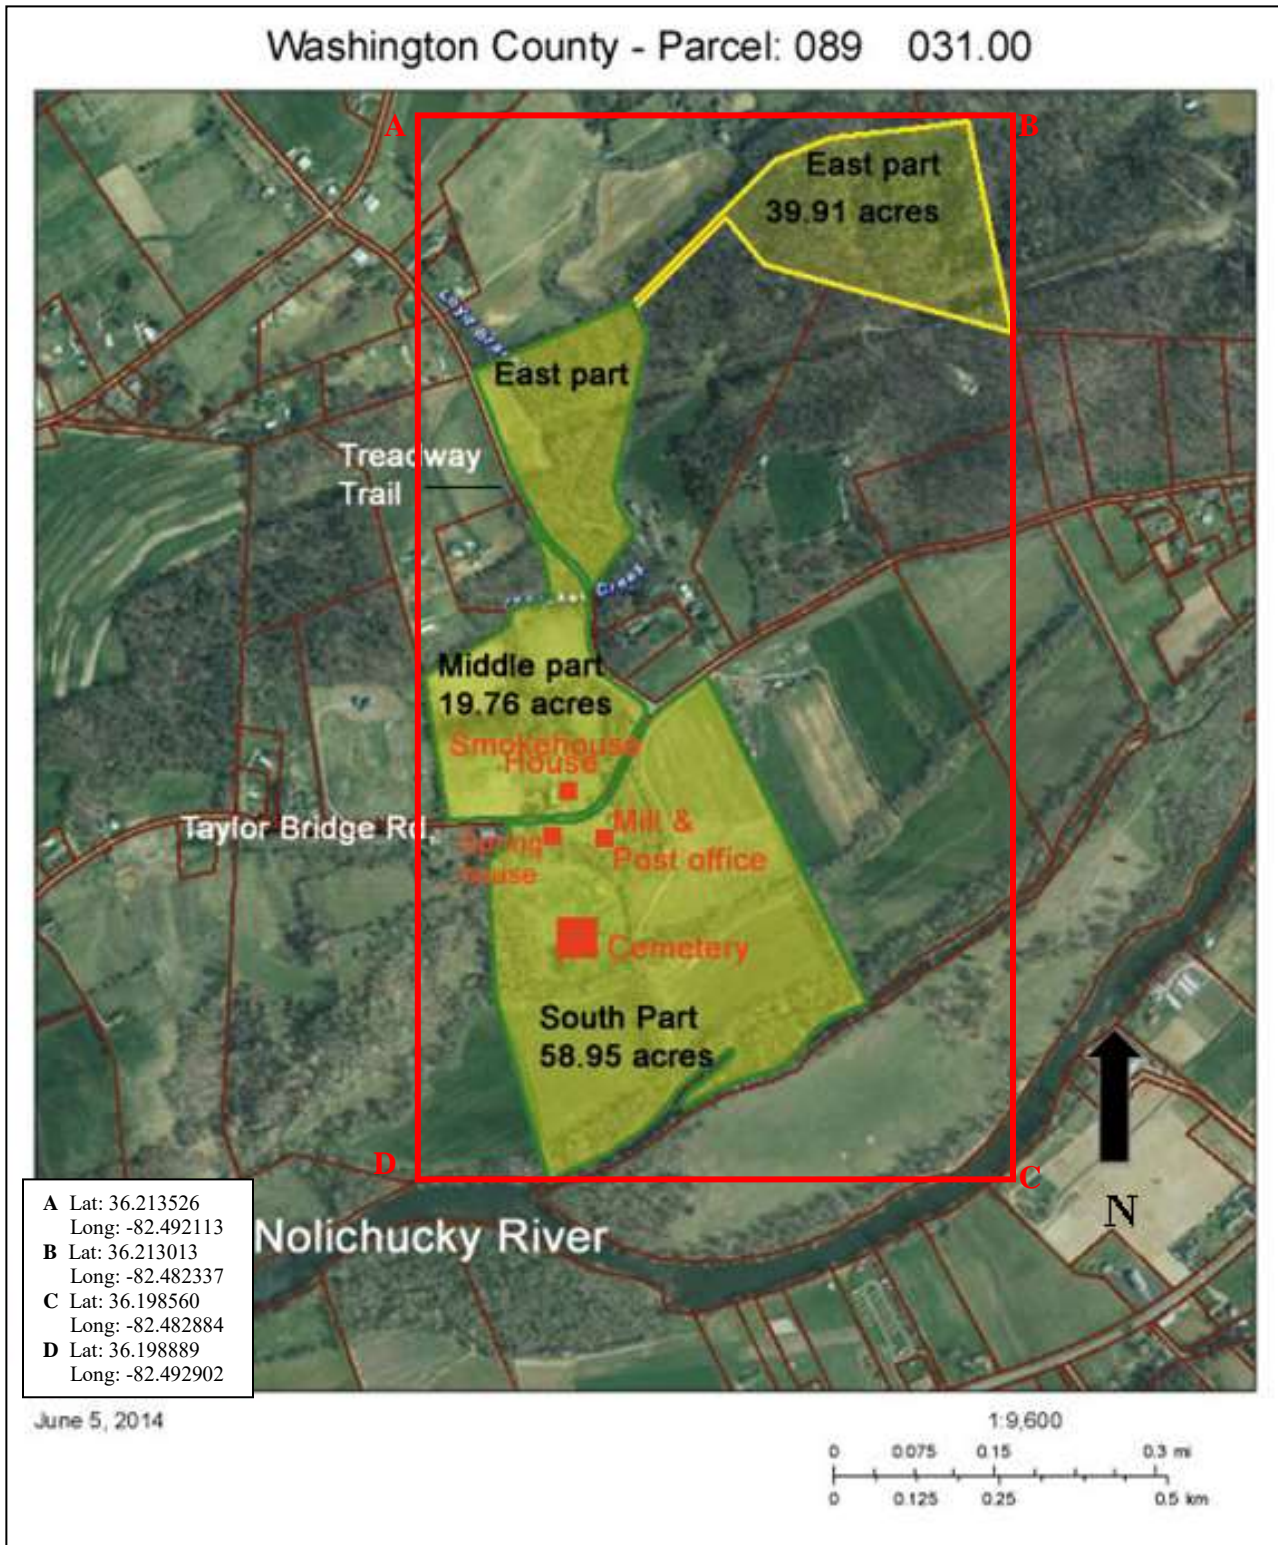 Washington County - Parcel: 089 031.00
A
B
East part
39.91 acres
East part
Treadway
Trail
Creek
Middle part
19.76 acres
Smokehouse
House
Taylor Bridge Rd.
Spring
House
Mill &
Post office
Cemetery
South Part
58.95 acres
D
C
N
Nolichucky River
A Lat: 36.213526
Long: -82.492113
B Lat: 36.213013
Long: -82.482337
C Lat: 36.198560
Long: -82.482884
D Lat: 36.198889
Long: -82.492902
June 5, 2014
1:9,600
0 0.075 0.15 0.3 mi
0 0.125 0.25 0.5 km